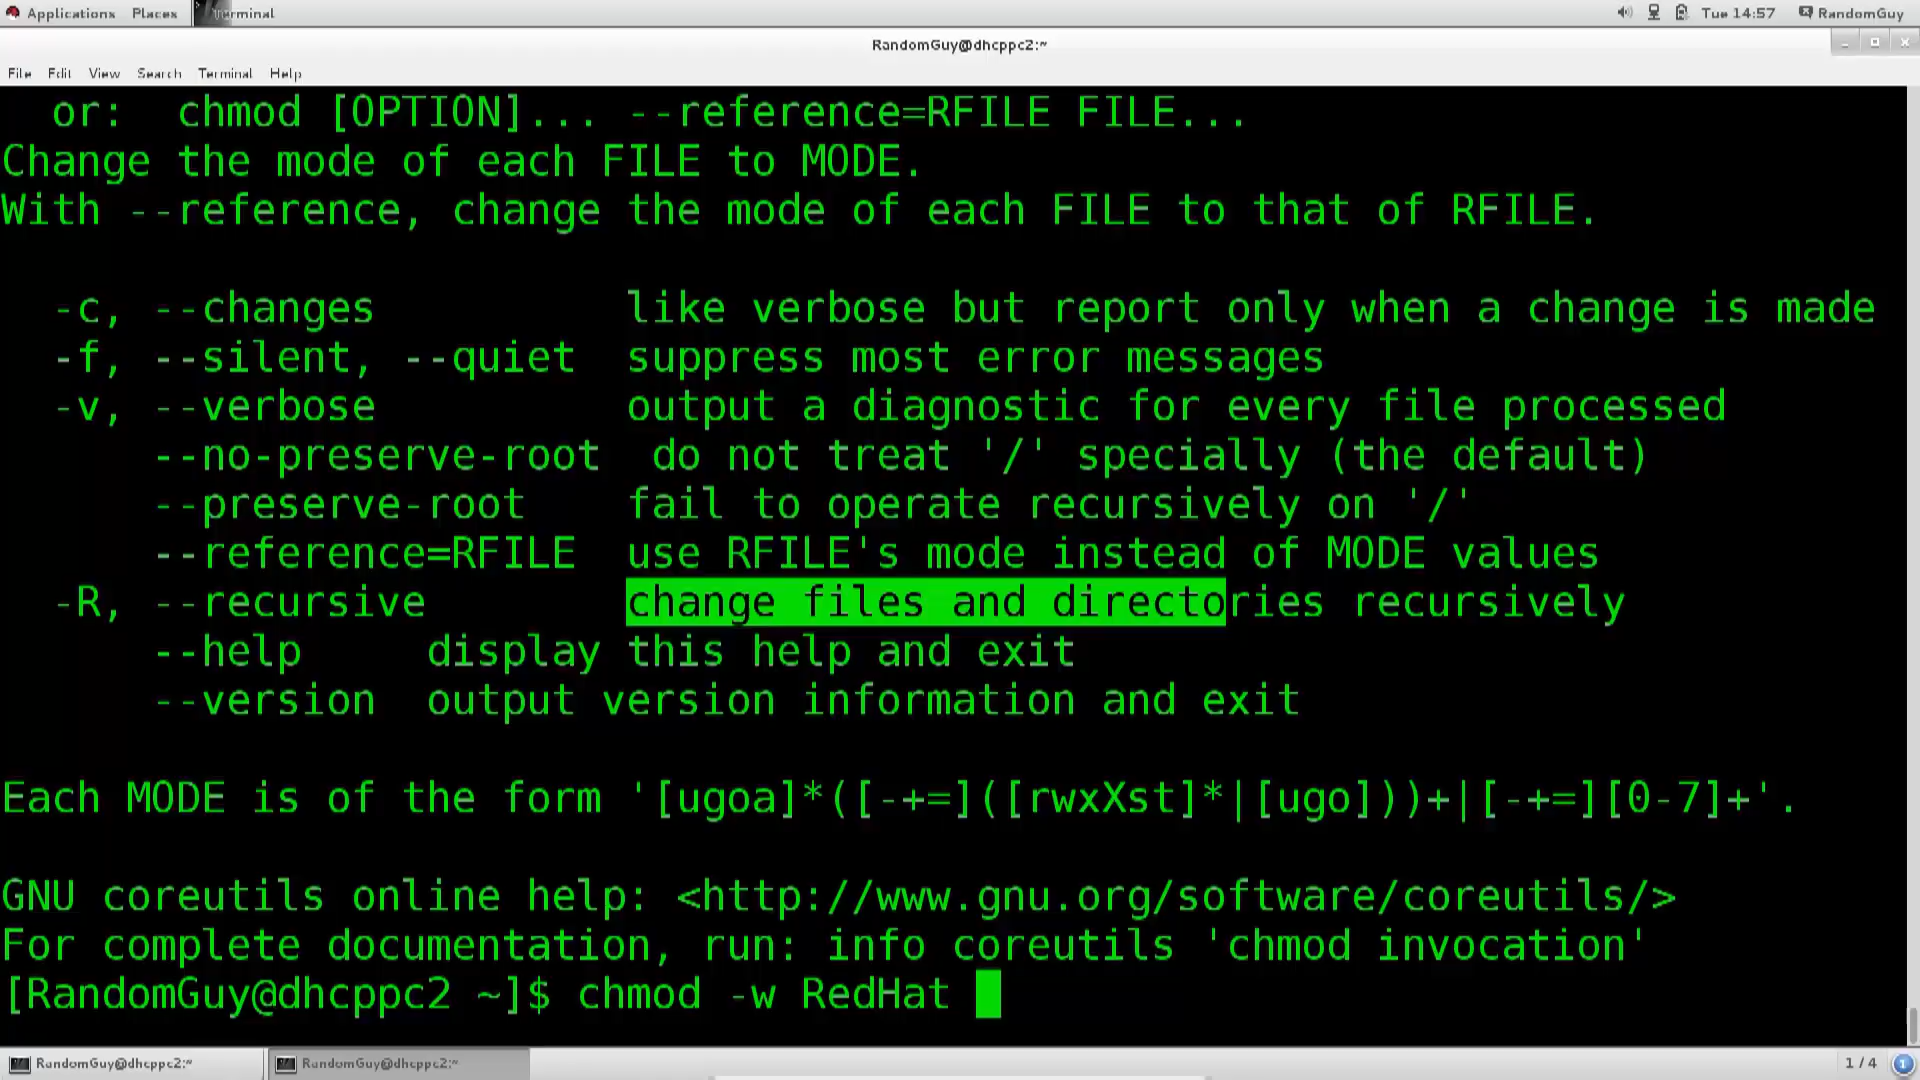 Applications Places Terminal Tue 14:57 RandomGuy
RandomGuy@dhcppc2:~
File Edit View Search Terminal Help
or: chmod [OPTION]... --reference=RFILE FILE...
Change the mode of each FILE to MODE.
With --reference, change the mode of each FILE to that of RFILE.
-c, --changes like verbose but report only when a change is made
-f, --silent, --quiet suppress most error messages
-v, --verbose output a diagnostic for every file processed
--no-preserve-root do not treat '/' specially (the default)
--preserve-root fail to operate recursively on '/'
--reference=RFILE use RFILE's mode instead of MODE values
-R, --recursive change files and directories recursively
--help display this help and exit
--version output version information and exit
Each MODE is of the form '[ugoa]*([-+=]([rwxXst]*|[ugo]))+|[-+=][0-7]+'.
GNU coreutils online help: <http://www.gnu.org/software/coreutils/>
For complete documentation, run: info coreutils 'chmod invocation'
[RandomGuy@dhcppc2 ~]$ chmod -w RedHat
RandomGuy@dhcppc2:~ RandomGuy@dhcppc2:~ 1 / 4 1